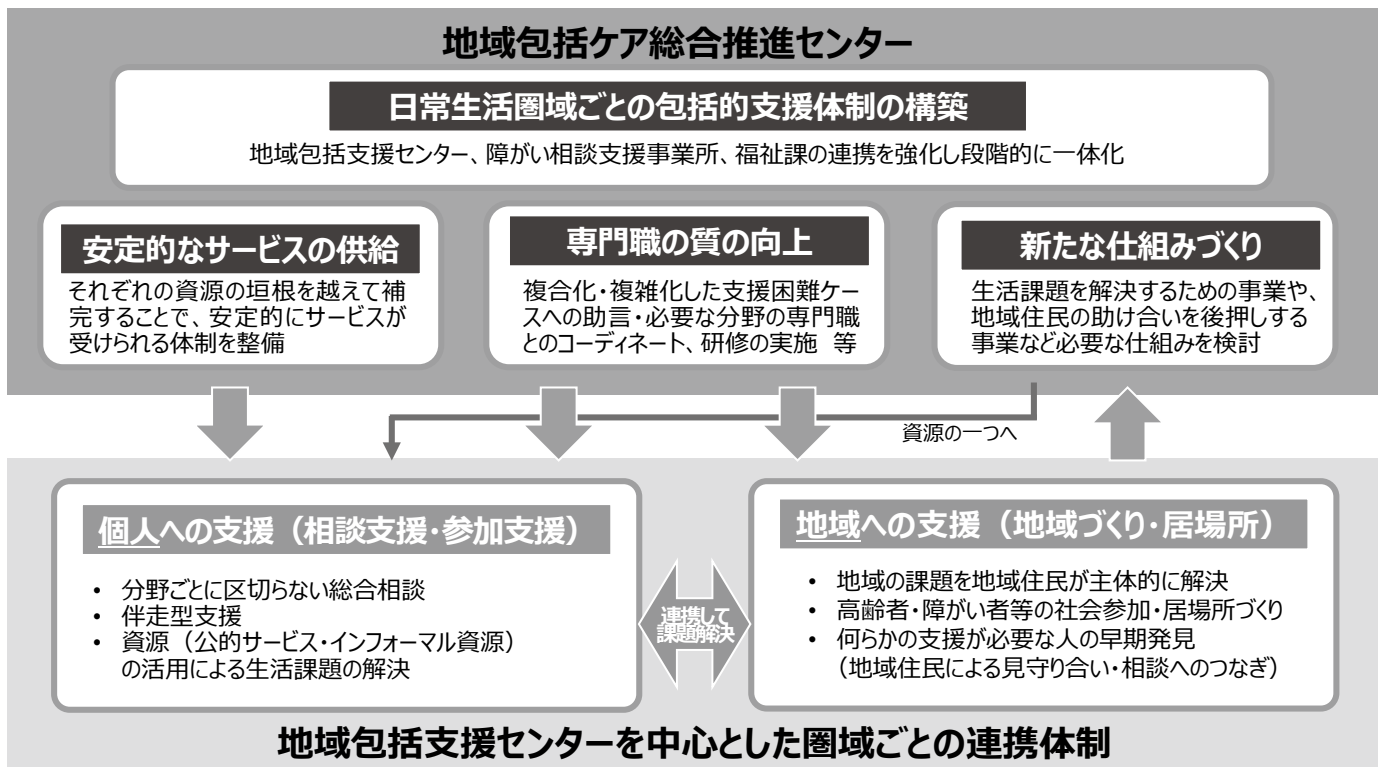 地域包括ケア総合推進センター
日常生活圏域ごとの包括的支援体制の構築
地域包括支援センター、障がい相談支援事業所、福祉課の連携を強化し段階的に一体化
安定的なサービスの供給
それぞれの資源の垣根を越えて補
完することで、安定的にサービスが
受けられる体制を整備
専門職の質の向上
複合化・複雑化した支援困難ケー
スへの助言・必要な分野の専門職
とのコーディネート、研修の実施 等
新たな仕組みづくり
生活課題を解決するための事業や、
地域住民の助け合いを後押しする
事業など必要な仕組みを検討
資源の一つへ
個人への支援（相談支援・参加支援）
• 分野ごとに区切らない総合相談
• 伴走型支援
• 資源（公的サービス・インフォーマル資源）
の活用による生活課題の解決
連携して
課題解決
地域への支援（地域づくり・居場所）
• 地域の課題を地域住民が主体的に解決
• 高齢者・障がい者等の社会参加・居場所づくり
• 何らかの支援が必要な人の早期発見
（地域住民による見守り合い・相談へのつなぎ）
地域包括支援センターを中心とした圏域ごとの連携体制